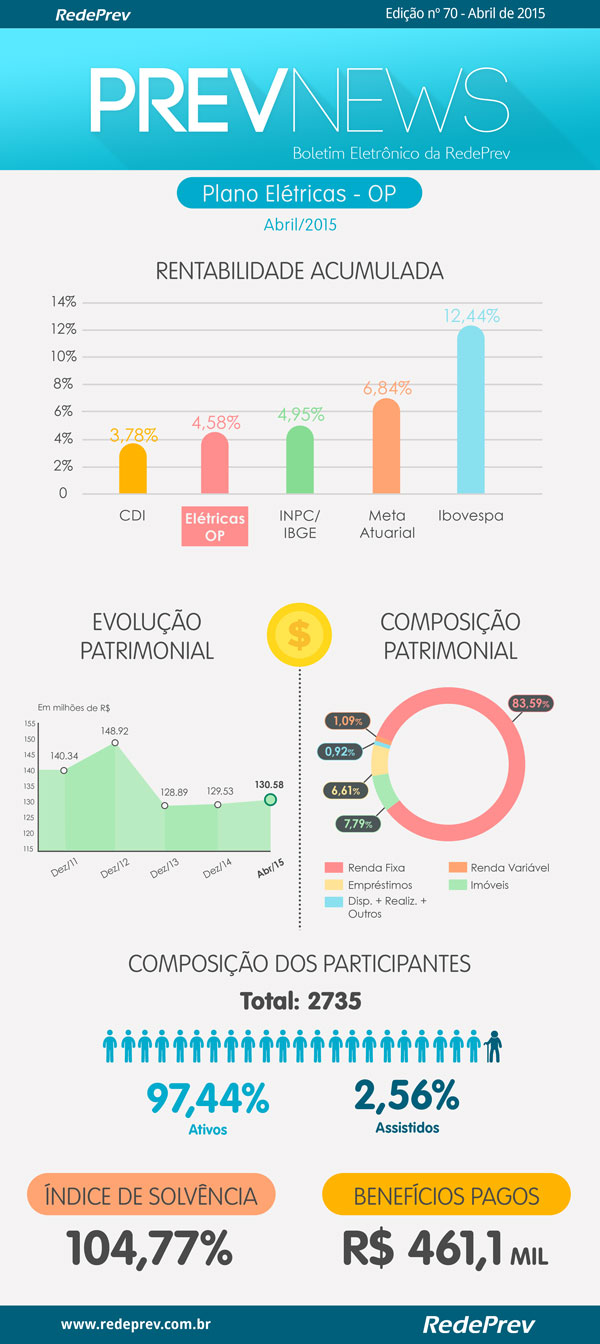 RedePrev
Edição nº 70 - Abril de 2015
PREVNEWS
Boletim Eletrônico da RedePrev
Plano Elétricas - OP
Abril/2015
RENTABILIDADE ACUMULADA
14%
12%
10%
8%
6%
4%
2%
0
3,78%
4,58%
4,95%
6,84%
12,44%
CDI
Elétricas
OP
INPC/
IBGE
Meta
Atuarial
Ibovespa
EVOLUÇÃO
PATRIMONIAL
$
COMPOSIÇÃO
PATRIMONIAL
Em milhões de R$
155
150
145
140
135
130
125
120
115
140.34
148.92
128.89
129.53
130.58
Dez/11
Dez/12
Dez/13
Dez/14
Abr/15
83,59%
1,09%
0,92%
6,61%
7,79%
Renda Fixa
Renda Variável
Empréstimos
Imóveis
Disp. + Realiz. +
Outros
COMPOSIÇÃO DOS PARTICIPANTES
Total: 2735
97,44%
Ativos
2,56%
Assistidos
ÍNDICE DE SOLVÊNCIA
104,77%
BENEFÍCIOS PAGOS
R$ 461,1 MIL
www.redeprev.com.br
RedePrev